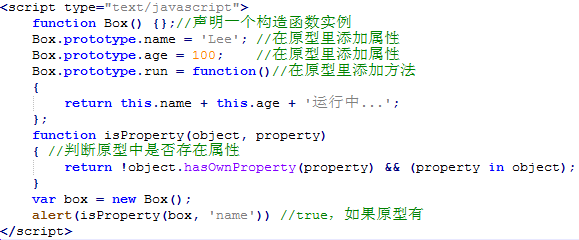 <script type="text/javascript">
    function Box() {};//声明一个构造函数实例
    Box.prototype.name = 'Lee'; //在原型里添加属性
    Box.prototype.age = 100;    //在原型里添加属性
    Box.prototype.run = function()//在原型里添加方法
    {
        return this.name + this.age + '运行中...';
    };
    function isProperty(object, property)
    { //判断原型中是否存在属性
        return !object.hasOwnProperty(property) && (property in object);
    }
    var box = new Box();
    alert(isProperty(box, 'name')) //true，如果原型有
</script>